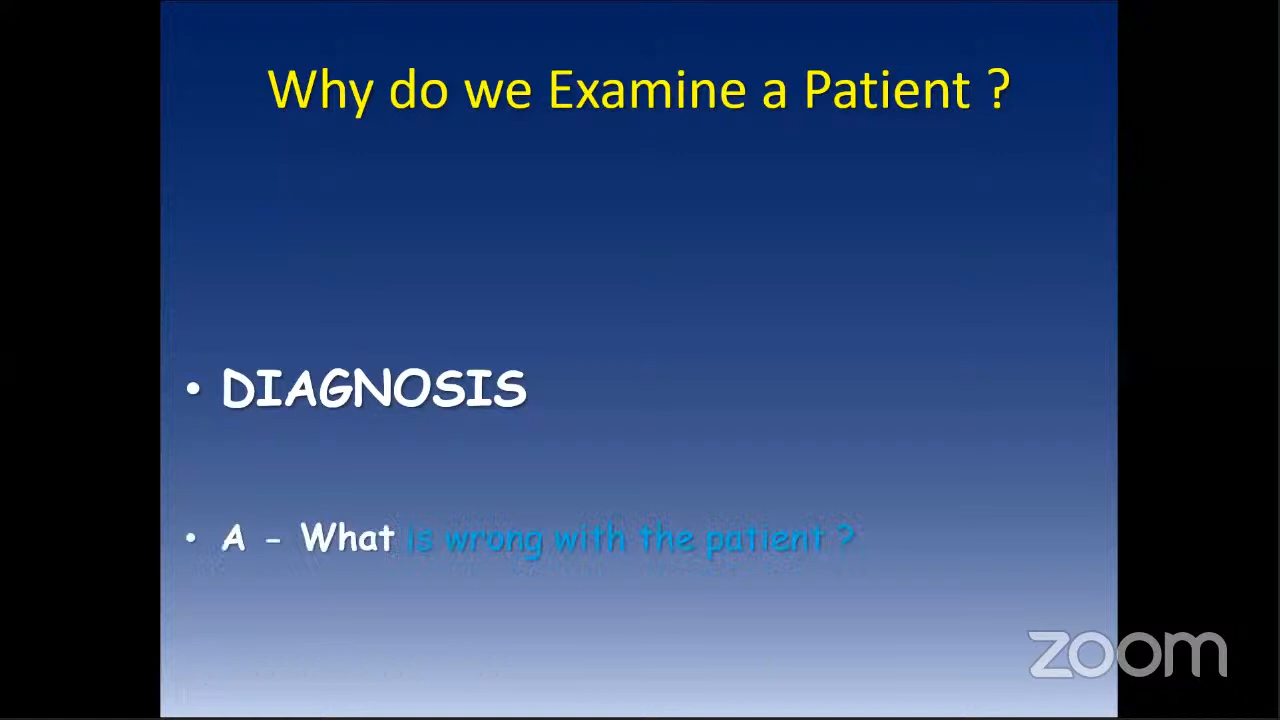 Why do we Examine a Patient ?
• DIAGNOSIS
• A - What is wrong with the patient ?
zoom